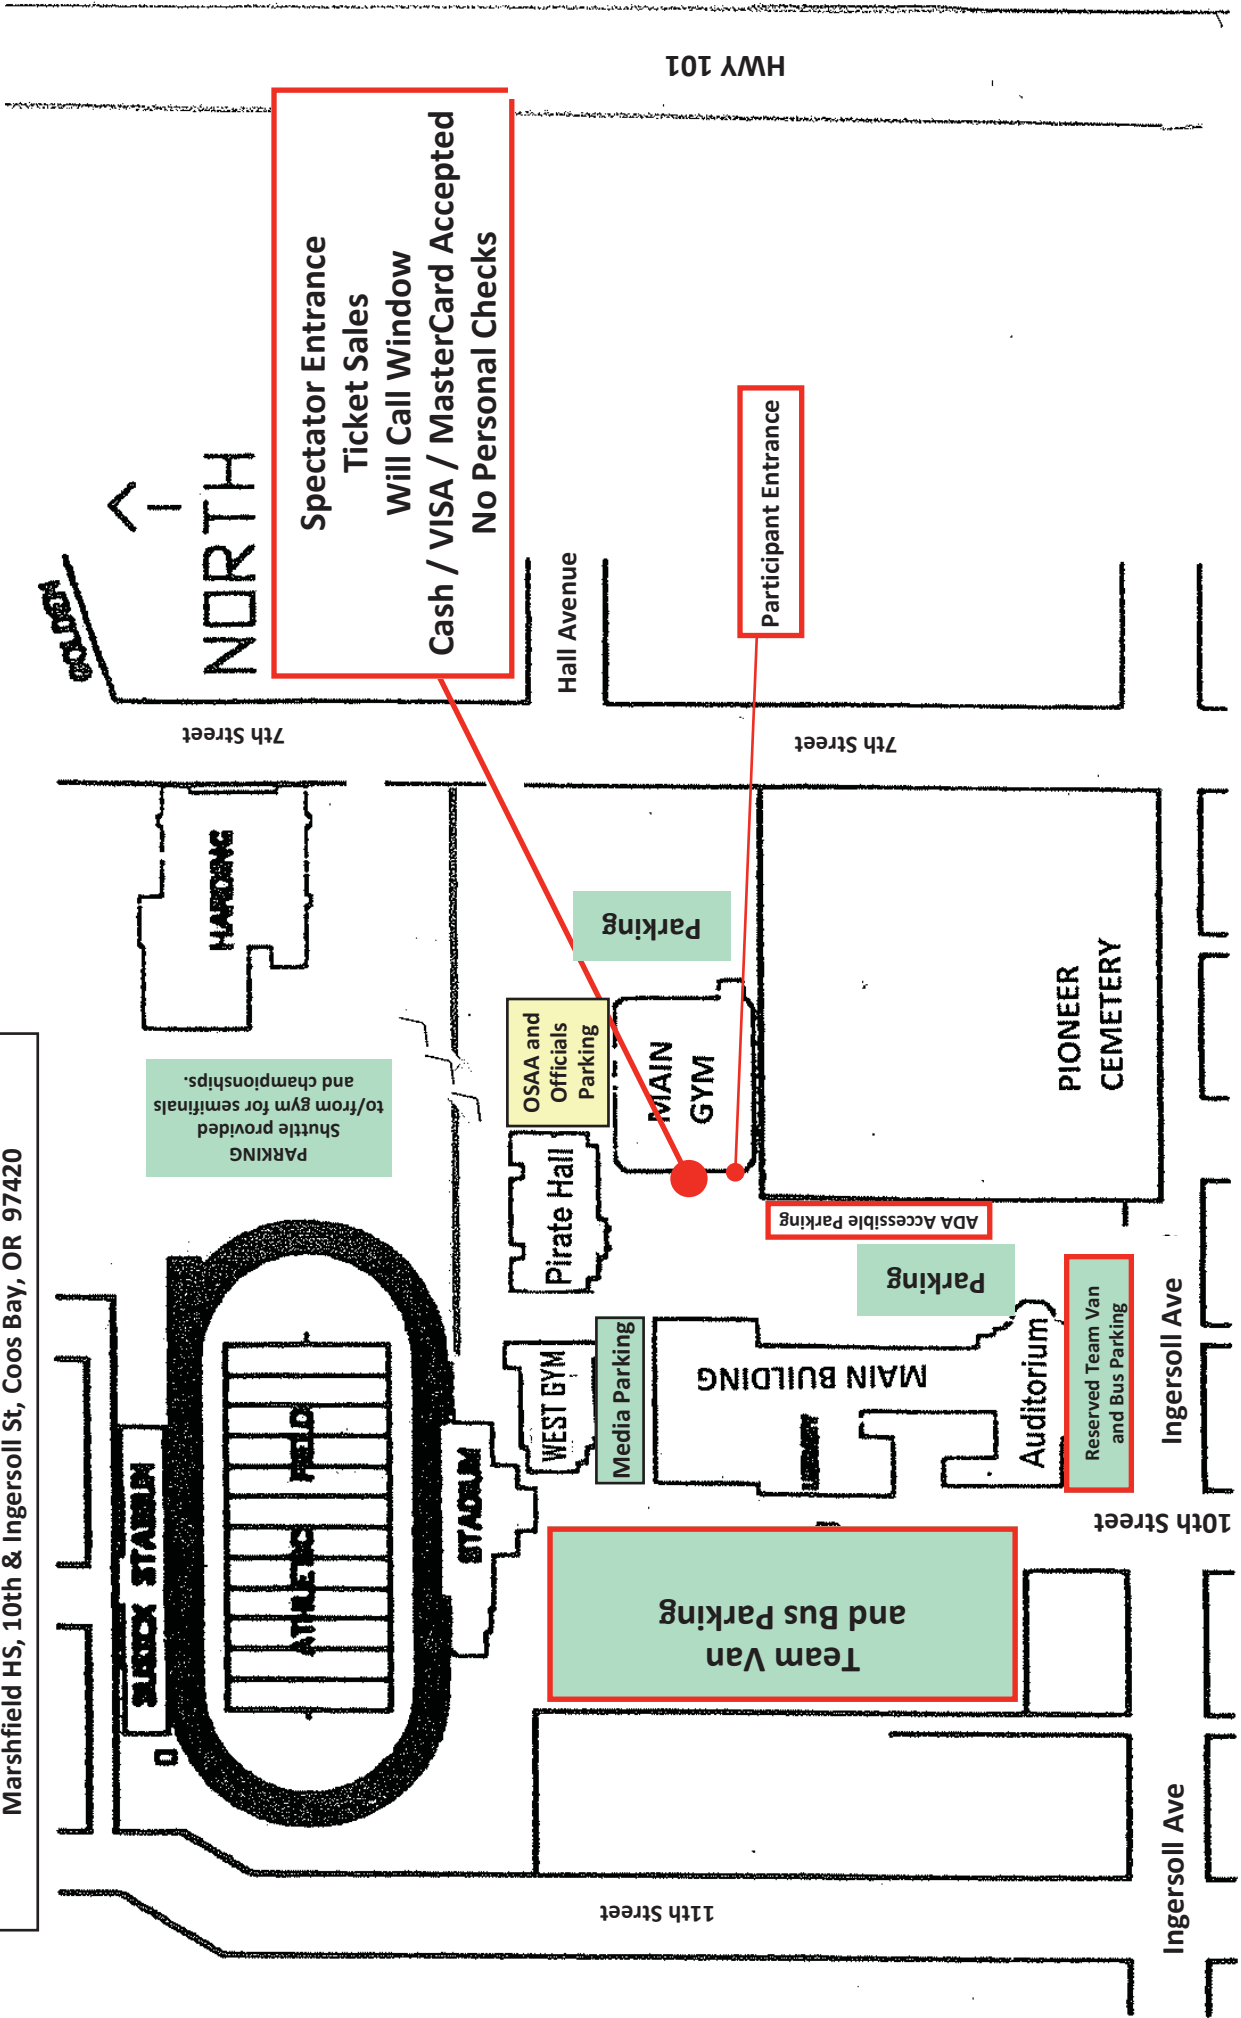 Marshfield HS, 10th & Ingersoll St, Coos Bay, OR 97420
GOLDEN
NORTH
HWY 101
Spectator Entrance
Ticket Sales
Will Call Window
Cash / VISA / MasterCard Accepted
No Personal Checks
Hall Avenue
Participant Entrance
7th Street
7th Street
HARDING
PARKING
Shuttle provided
to/from gym for semifinals
and championships.
Parking
OSAA and
Officials
Parking
MAIN
GYM
Pirate Hall
PIONEER
CEMETERY
ADA Accessible Parking
Parking
ATHLETIC FIELD
STADIUM
WEST GYM
Media Parking
MAIN BUILDING
LIBRARY
Auditorium
Reserved Team Van
and Bus Parking
Ingersoll Ave
10th Street
Team Van
and Bus Parking
11th Street
Ingersoll Ave